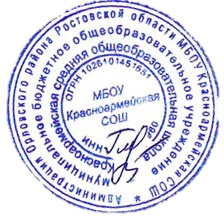 Администрация Орловского района Ростовской области МБОУ Красноармейская СОШ *
Муниципальное бюджетное общеобразовательное учреждение
Красноармейская средняя общеобразовательная школа
ОГРН 1026101451651
ИНН
МБОУ
Красноармейская
СОШ